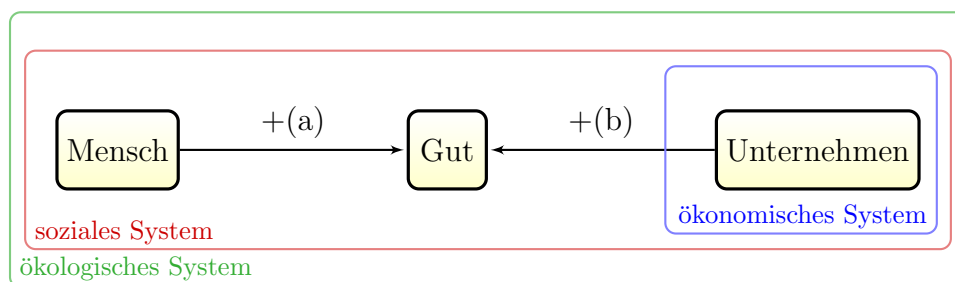 +(a)
+(b)
Mensch
Gut
Unternehmen
ökonomisches System
soziales System
ökologisches System